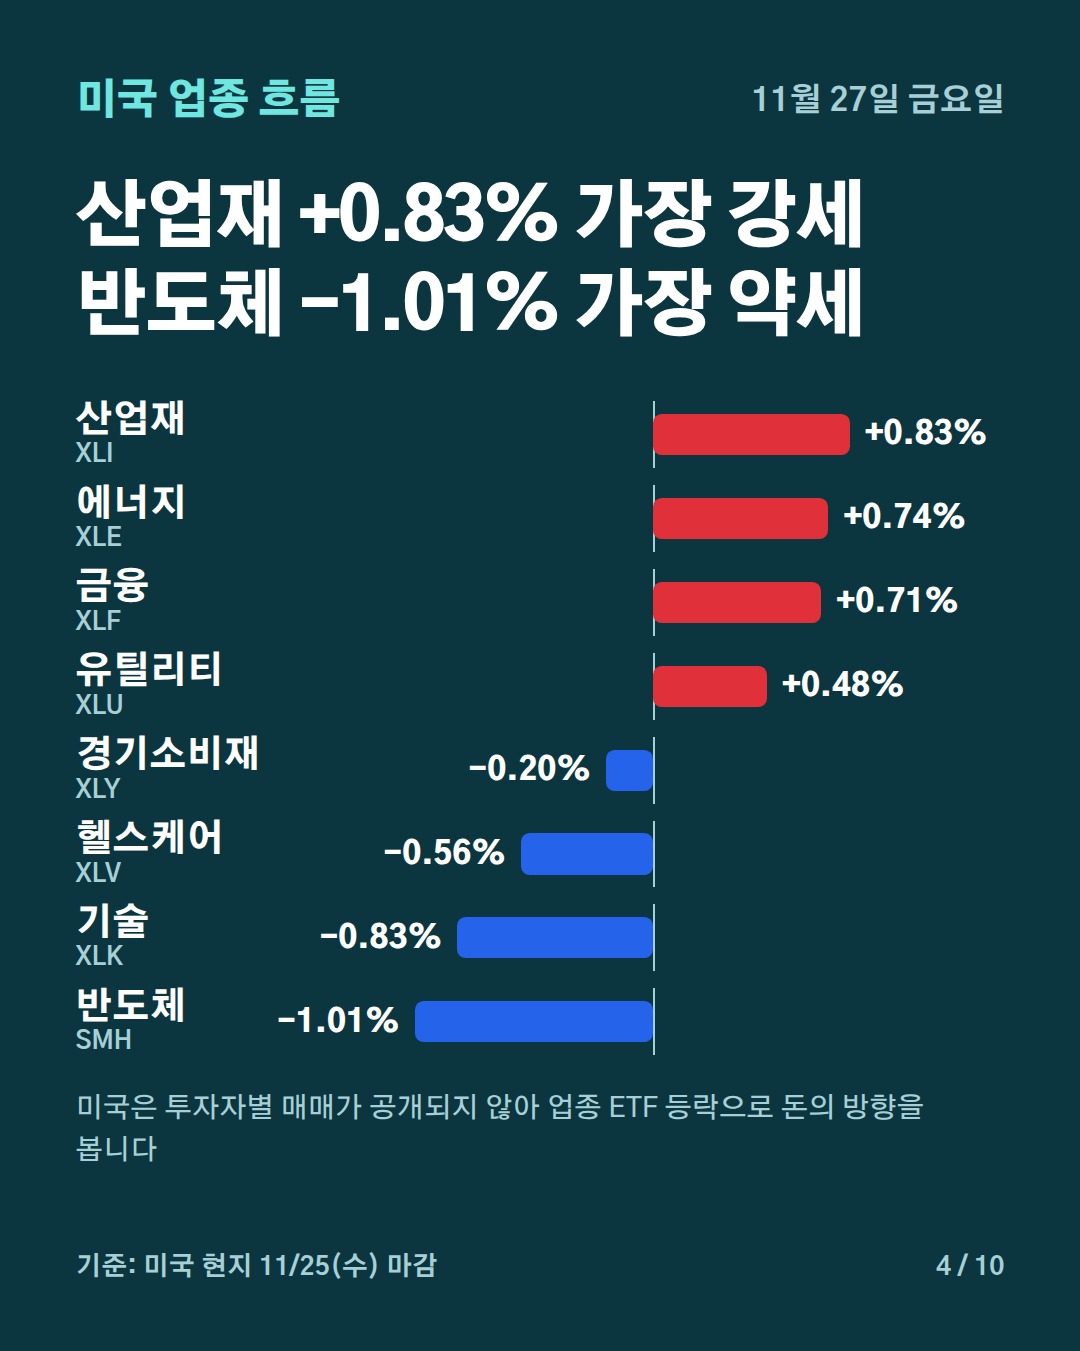 미국 업종 흐름
11월 27일 금요일
산업재 +0.83% 가장 강세
반도체 −1.01% 가장 약세
산업재
XLI
+0.83%
에너지
XLE
+0.74%
금융
XLF
+0.71%
유틸리티
XLU
+0.48%
경기소비재
XLY
−0.20%
헬스케어
XLV
−0.56%
기술
XLK
−0.83%
반도체
SMH
−1.01%
미국은 투자자별 매매가 공개되지 않아 업종 ETF 등락으로 돈의 방향을
봅니다
기준: 미국 현지 11/25(수) 마감
4 / 10